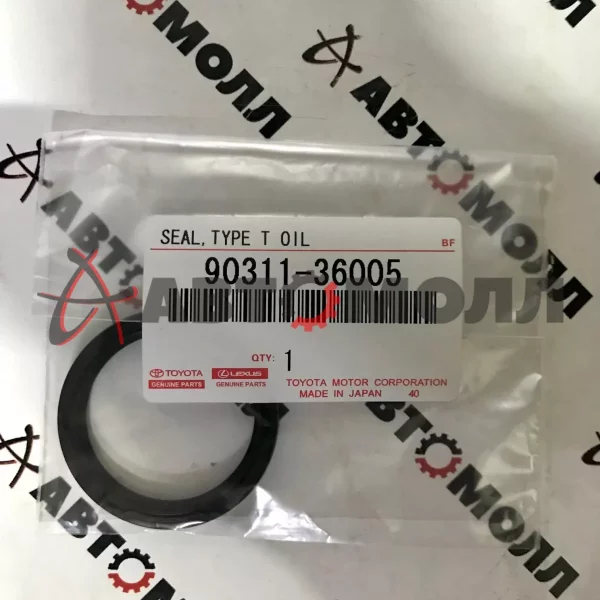 АВТОМОЛЛ
АВТОМОЛЛ
SEAL, TYPE T OIL
BF
90311-36005
АВТОМОЛЛ
QTY: 1
TOYOTA
GENUINE PARTS
LEXUS
GENUINE PARTS
TOYOTA MOTOR CORPORATION
MADE IN JAPAN 40
АВТОМОЛЛ
АВТОМОЛЛ